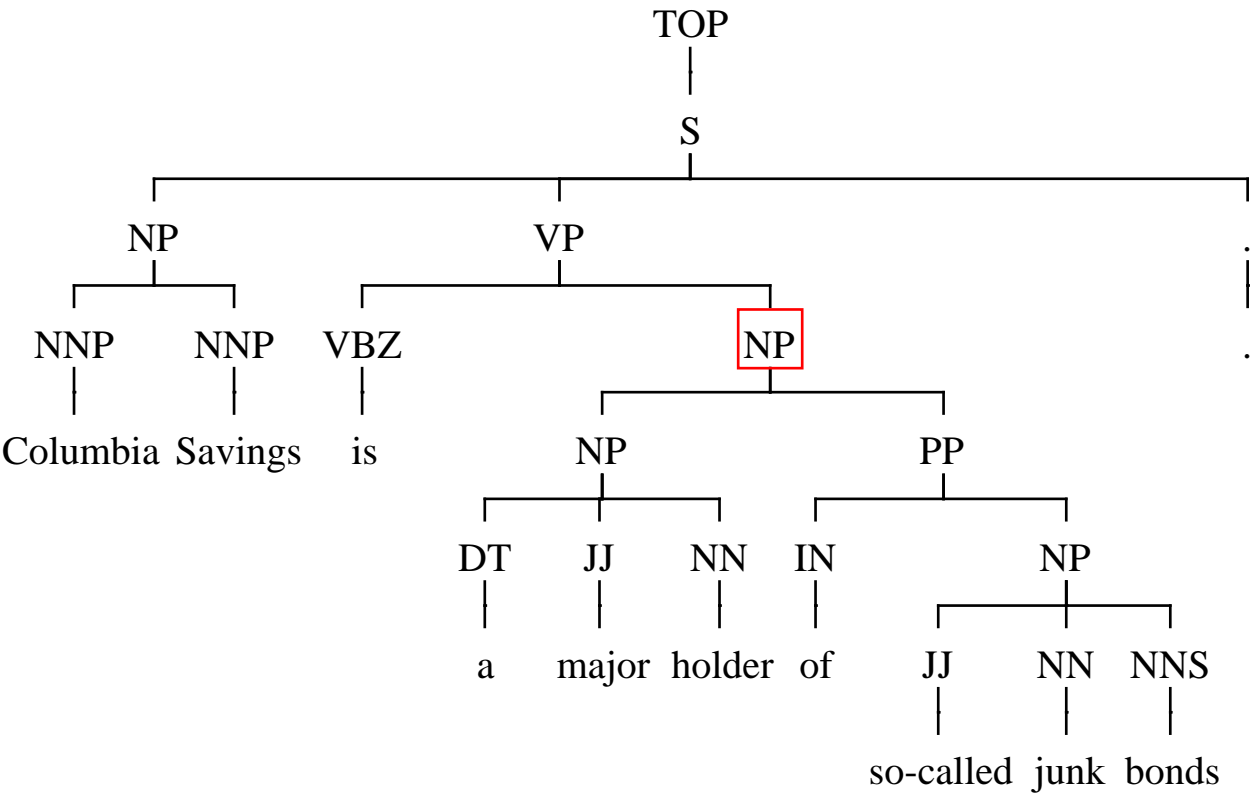 TOP
S
NP VP .
NNP NNP VBZ NP .
Columbia Savings is NP PP
DT JJ NN IN NP
a major holder of JJ NN NNS
so-called junk bonds